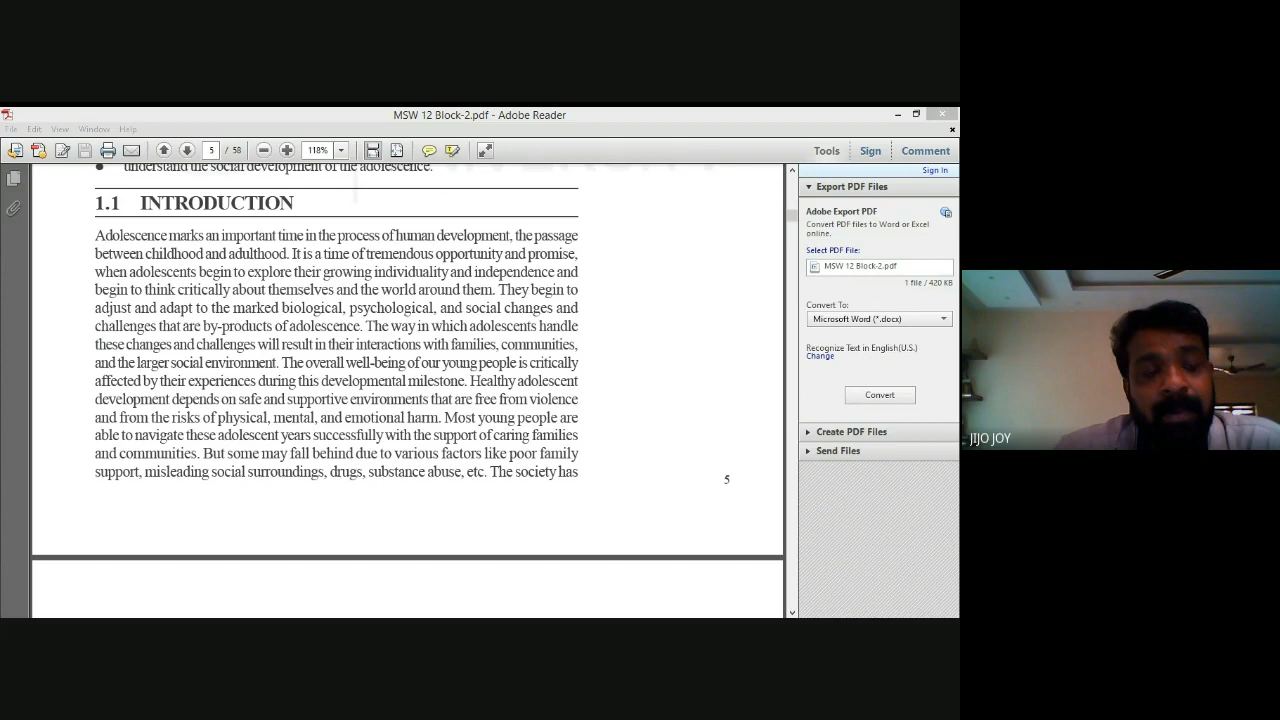 MSW 12 Block-2.pdf - Adobe Reader
File Edit View Window Help
5 / 58 118% Tools Sign Comment
understand the social development of the adolescence.
1.1 INTRODUCTION
Adolescence marks an important time in the process of human development, the passage
between childhood and adulthood. It is a time of tremendous opportunity and promise,
when adolescents begin to explore their growing individuality and independence and
begin to think critically about themselves and the world around them. They begin to
adjust and adapt to the marked biological, psychological, and social changes and
challenges that are by-products of adolescence. The way in which adolescents handle
these changes and challenges will result in their interactions with families, communities,
and the larger social environment. The overall well-being of our young people is critically
affected by their experiences during this developmental milestone. Healthy adolescent
development depends on safe and supportive environments that are free from violence
and from the risks of physical, mental, and emotional harm. Most young people are
able to navigate these adolescent years successfully with the support of caring families
and communities. But some may fall behind due to various factors like poor family
support, misleading social surroundings, drugs, substance abuse, etc. The society has
5
Sign In
Export PDF Files
Adobe Export PDF
Convert PDF files to Word or Excel
online.
Select PDF File:
MSW 12 Block-2.pdf
1 file / 420 KB
Convert To:
Microsoft Word (*.docx)
Recognize Text in English(U.S.)
Change
Convert
Create PDF Files
Send Files
JIJO JOY